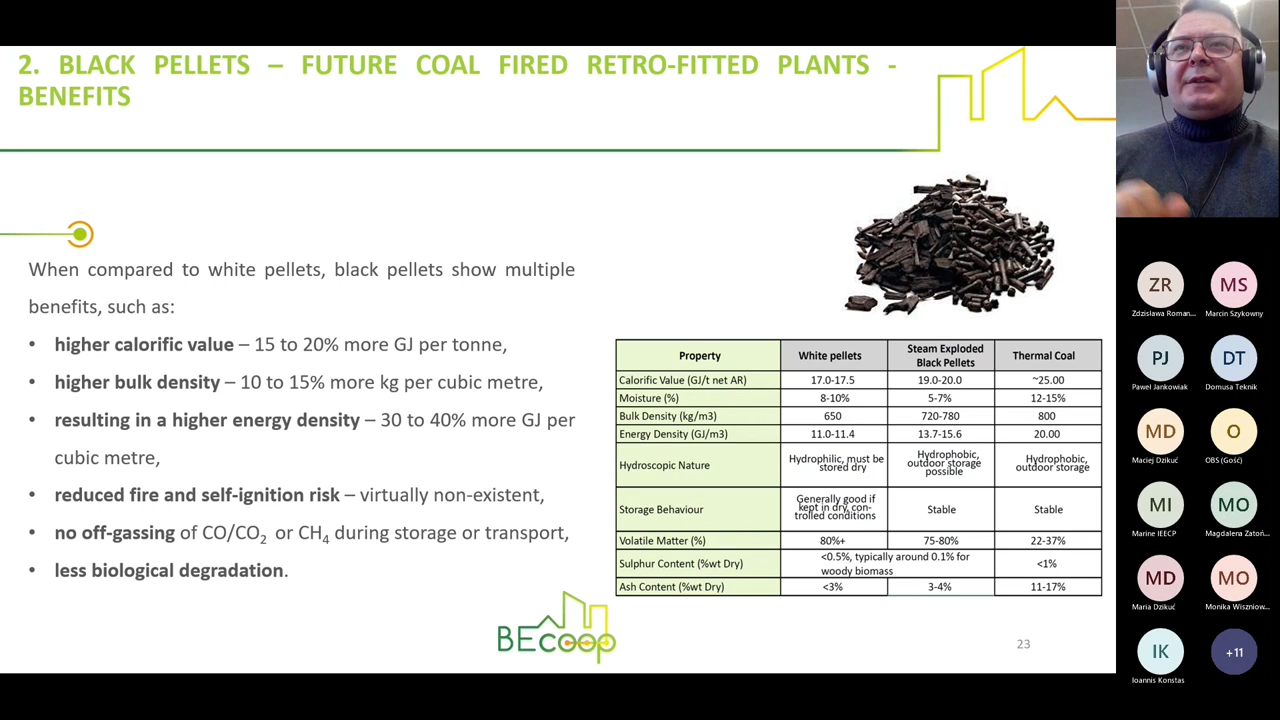 2. BLACK PELLETS – FUTURE COAL FIRED RETRO-FITTED PLANTS -
BENEFITS
When compared to white pellets, black pellets show multiple
benefits, such as:
• higher calorific value – 15 to 20% more GJ per tonne,
• higher bulk density – 10 to 15% more kg per cubic metre,
• resulting in a higher energy density – 30 to 40% more GJ per
cubic metre,
• reduced fire and self-ignition risk – virtually non-existent,
• no off-gassing of CO/CO₂ or CH₄ during storage or transport,
• less biological degradation.
Property White pellets Steam Exploded Black Pellets Thermal Coal
Calorific Value (GJ/t net AR) 17.0-17.5 19.0-20.0 ~25.00
Moisture (%) 8-10% 5-7% 12-15%
Bulk Density (kg/m3) 650 720-780 800
Energy Density (GJ/m3) 11.0-11.4 13.7-15.6 20.00
Hydroscopic Nature Hydrophilic, must be stored dry Hydrophobic, outdoor storage possible Hydrophobic, outdoor storage
Storage Behaviour Generally good if kept in dry, con-trolled conditions Stable Stable
Volatile Matter (%) 80%+ 75-80% 22-37%
Sulphur Content (%wt Dry) <0.5%, typically around 0.1% for woody biomass <1%
Ash Content (%wt Dry) <3% 3-4% 11-17%
BECoop
23
ZR MS
Zdzisława Roman... Marcin Szykowny
PJ DT
Paweł Jankowiak Domusa Teknik
MD O
Maciej Dzikuć OBS (Gość)
MI MO
Marine IEECP Magdalena Zatoń...
MD MO
Maria Dzikuć Monika Wiszniow...
IK +11
Ioannis Konstas